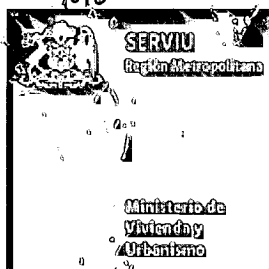 SERVIU
Región Metropolitana
Ministerio de
Vivienda y
Urbanismo